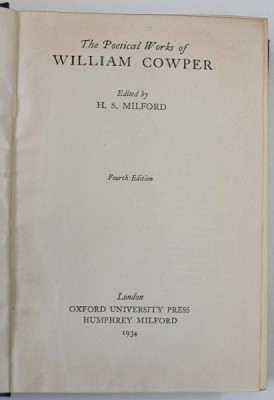 The Poetical Works of
WILLIAM COWPER
Edited by
H. S. MILFORD
Fourth Edition
London
OXFORD UNIVERSITY PRESS
HUMPHREY MILFORD
1934